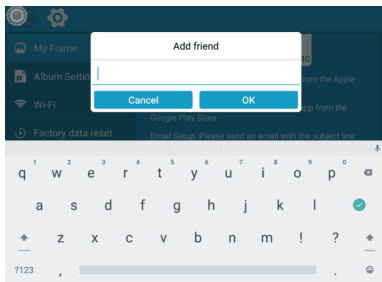 My Frame
Add friend
10
Album Settin
from the Apple
Wi-Fi
Cancel
OK
app from the
Google Play Store.
Factory data reset
Email Setup: Please send an email with the subject line
1 2 3 4 5 6 7 8 9 0
q w e r t y u i o p
a s d f g h j k l
z x c v b n m ! ?
?123 , .